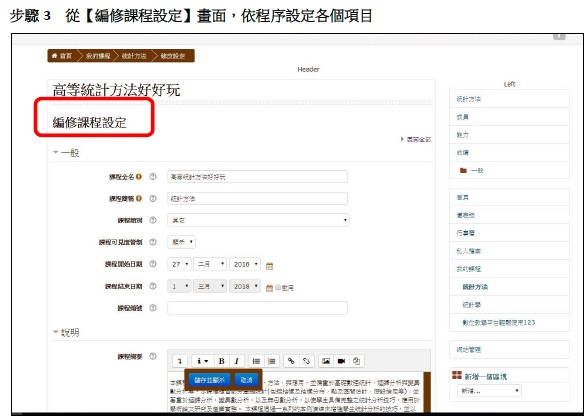 步驟 3　從【編修課程設定】畫面，依程序設定各個項目
首頁 我的課程 統計方法 修改設定
Header
Left
高等統計方法好好玩
編修課程設定
展開全部
一般
課程全名 高等統計方法好好玩
課程簡稱 統計方法
課程類別 其它
課程可見度管制 顯示
課程開始日期 27 二月 2018
課程結束日期 1 三月 2018 啟用
課程編號
說明
課程摘要
儲存並顯示 取消
統計方法
成員
能力
成績
一般
首頁
儀表板
行事曆
私人檔案
我的課程
統計方法
統計學
數位教學平台輕鬆使用123
網站管理
新增一個區塊
新增...